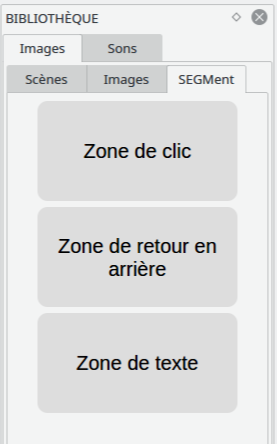 BIBLIOTHÈQUE
Images Sons
Scènes Images SEGMent
Zone de clic
Zone de retour en
arrière
Zone de texte